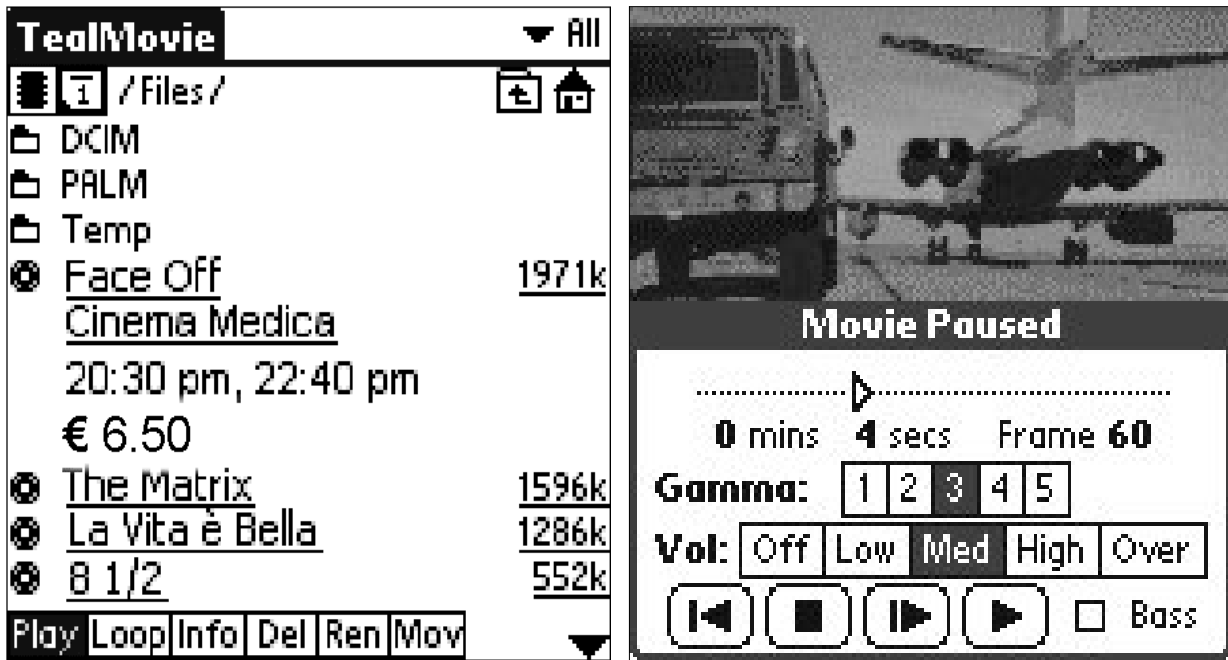 TealMovie
All
1
/Files/
DCIM
PALM
Temp
Face Off 1971k
Cinema Medica
20:30 pm, 22:40 pm
€ 6.50
The Matrix 1596k
La Vita è Bella 1286k
8 1/2 552k
Play Loop Info Del Ren Mov
Movie Paused
0 mins 4 secs Frame 60
Gamma: 1 2 3 4 5
Vol: Off Low Med High Over
Bass